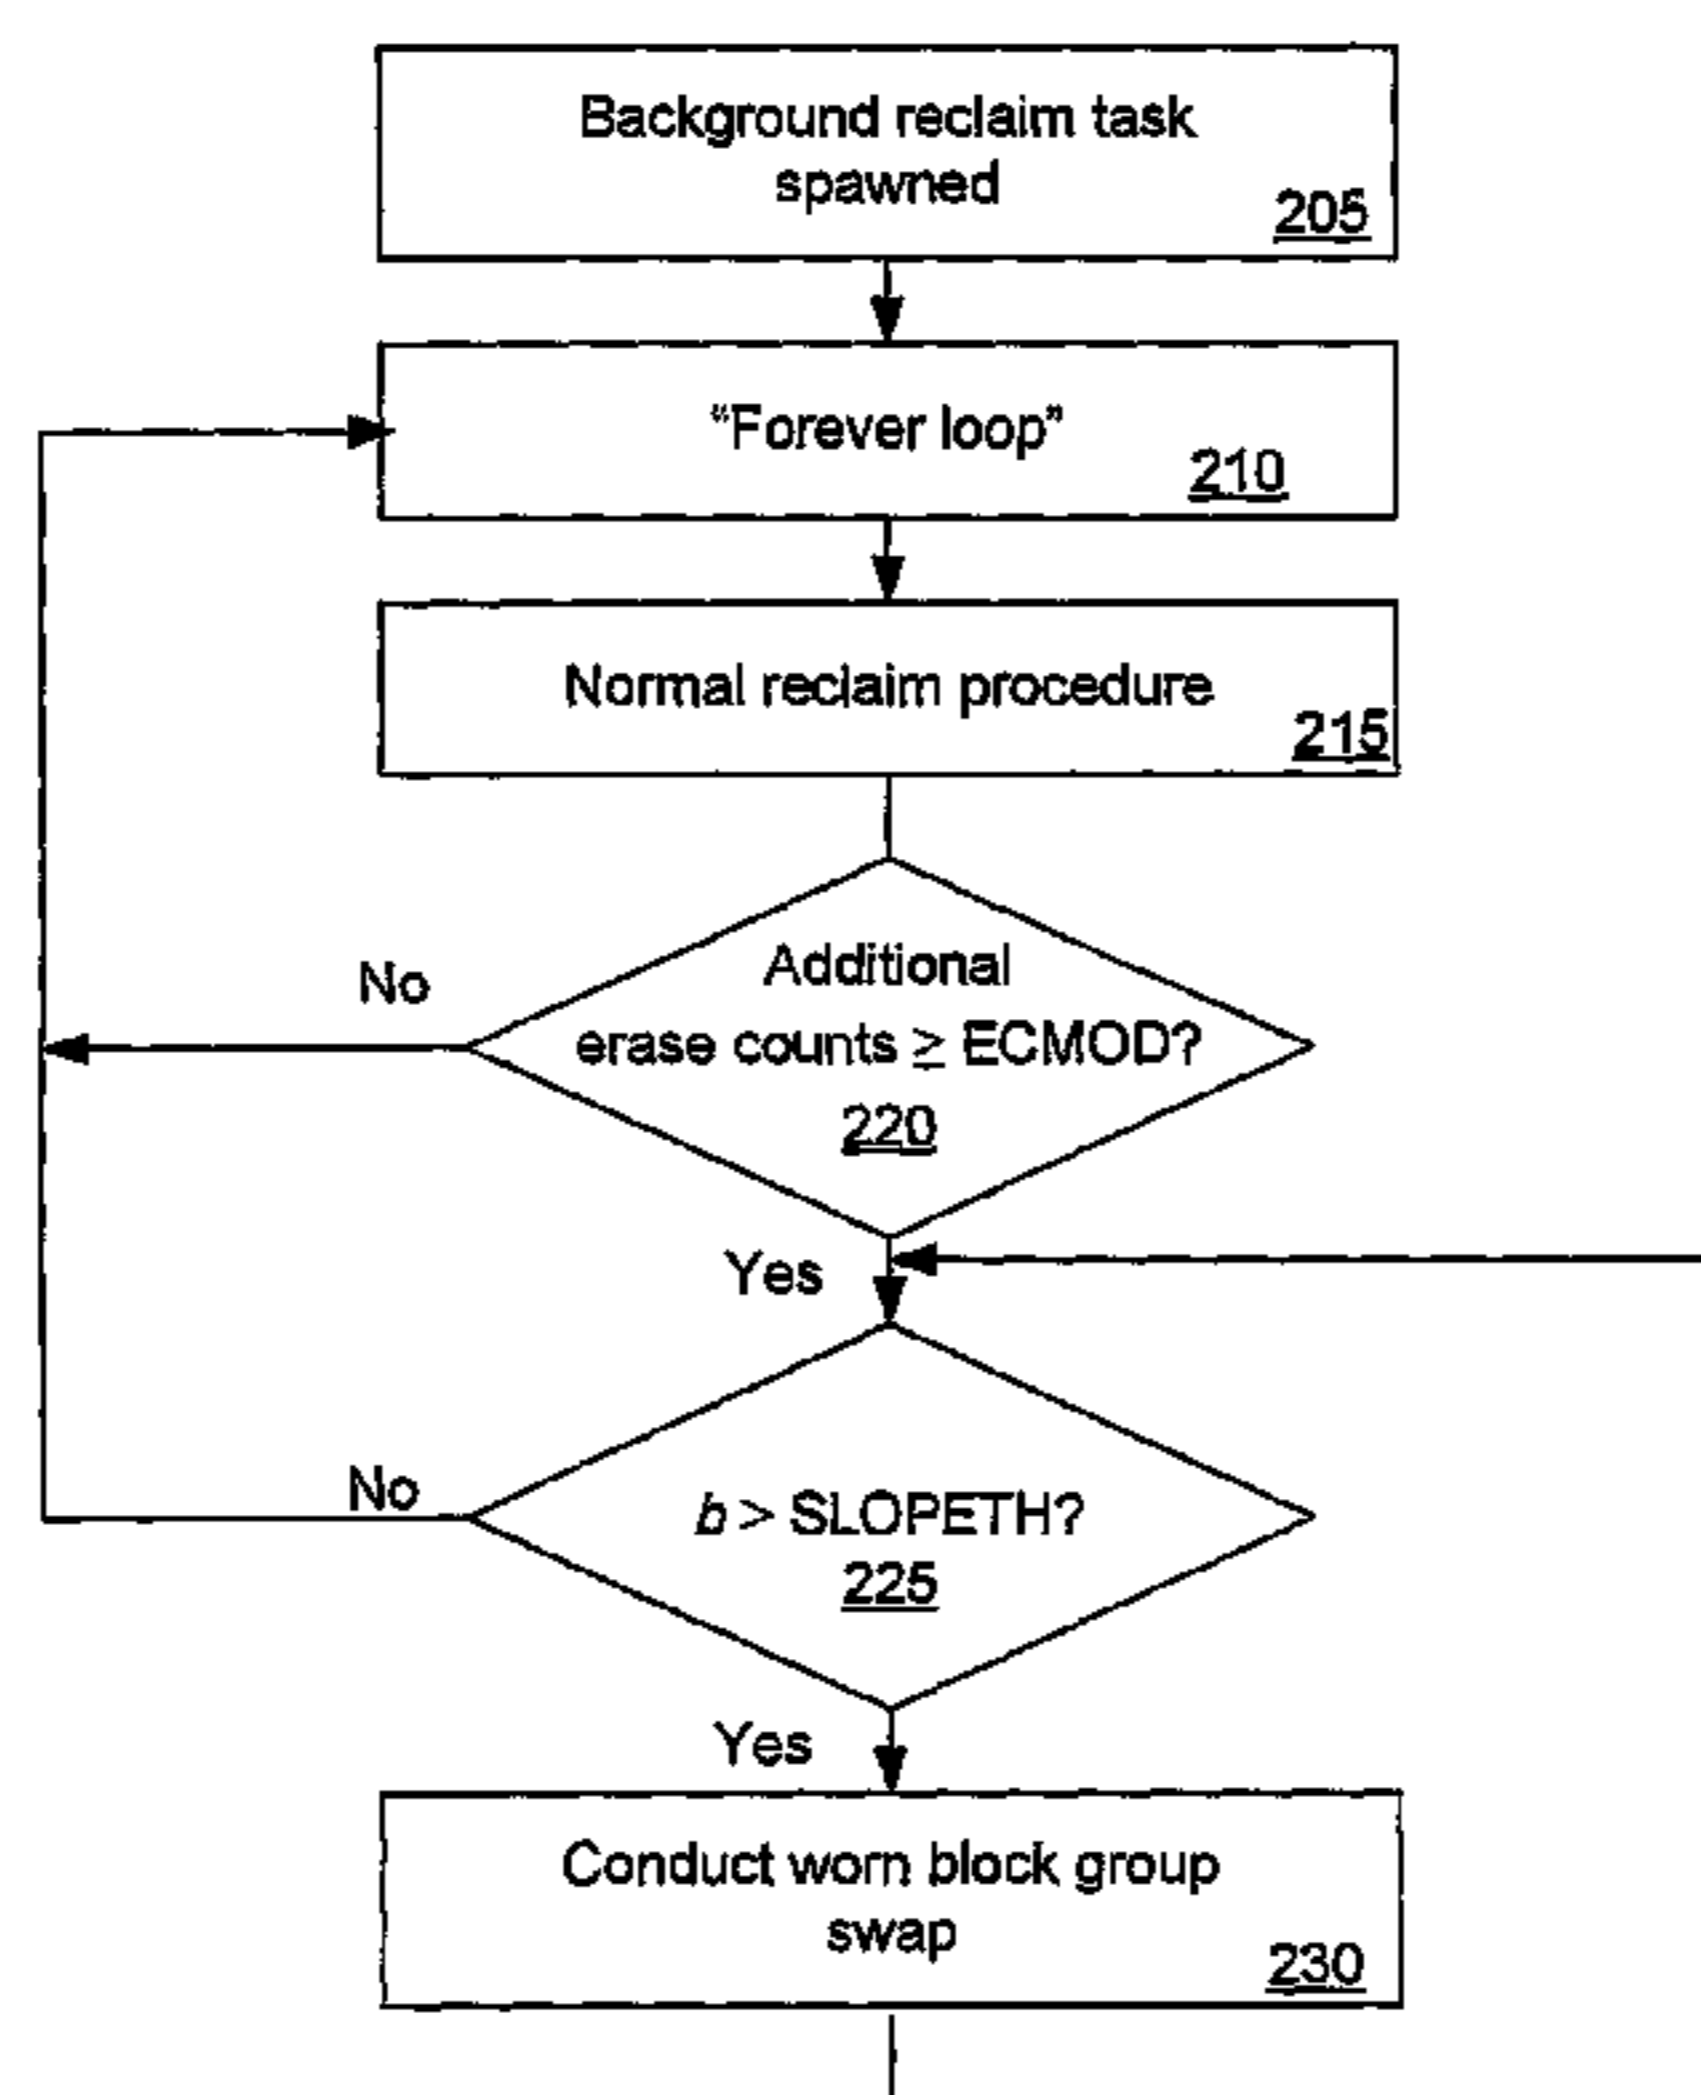 Background reclaim task
spawned
205
“Forever loop”
210
Normal reclaim procedure
215
Additional
No
erase counts ≥ ECMOD?
220
Yes
No
b > SLOPETH?
225
Yes
Conduct worn block group
swap
230